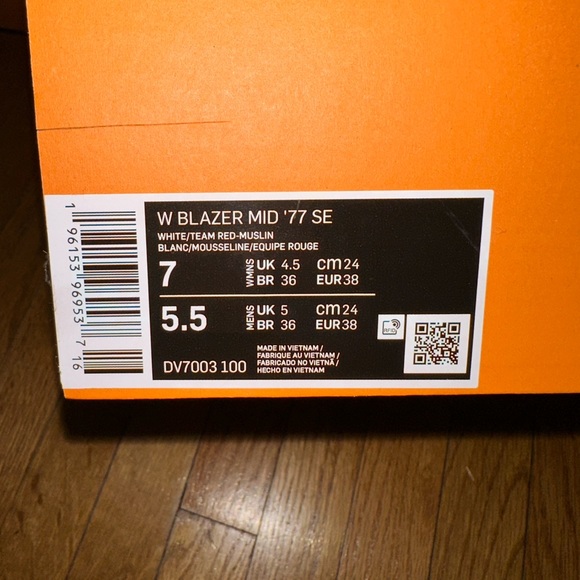 W BLAZER MID '77 SE
WHITE/TEAM RED-MUSLIN
BLANC/MOUSSELINE/EQUIPE ROUGE
7 WMNS UK 4.5 cm 24
BR 36 EUR 38
5.5 MENS UK 5 cm 24
BR 36 EUR 38
DV7003 100
MADE IN VIETNAM /
FABRIQUE AU VIETNAM /
FABRICADO NO VIETNÃ /
HECHO EN VIETNAM
RFID
1 96153 96953 7 16